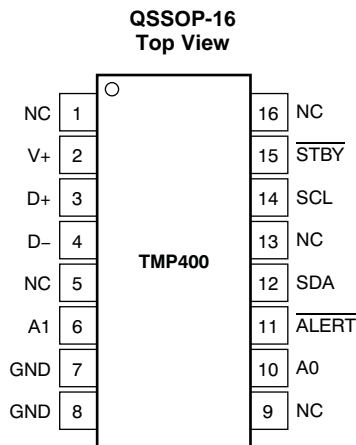 QSSOP-16
Top View
NC 1 16 NC
V+ 2 15 STBY
D+ 3 14 SCL
D− 4 13 NC
TMP400
NC 5 12 SDA
A1 6 11 ALERT
GND 7 10 A0
GND 8 9 NC